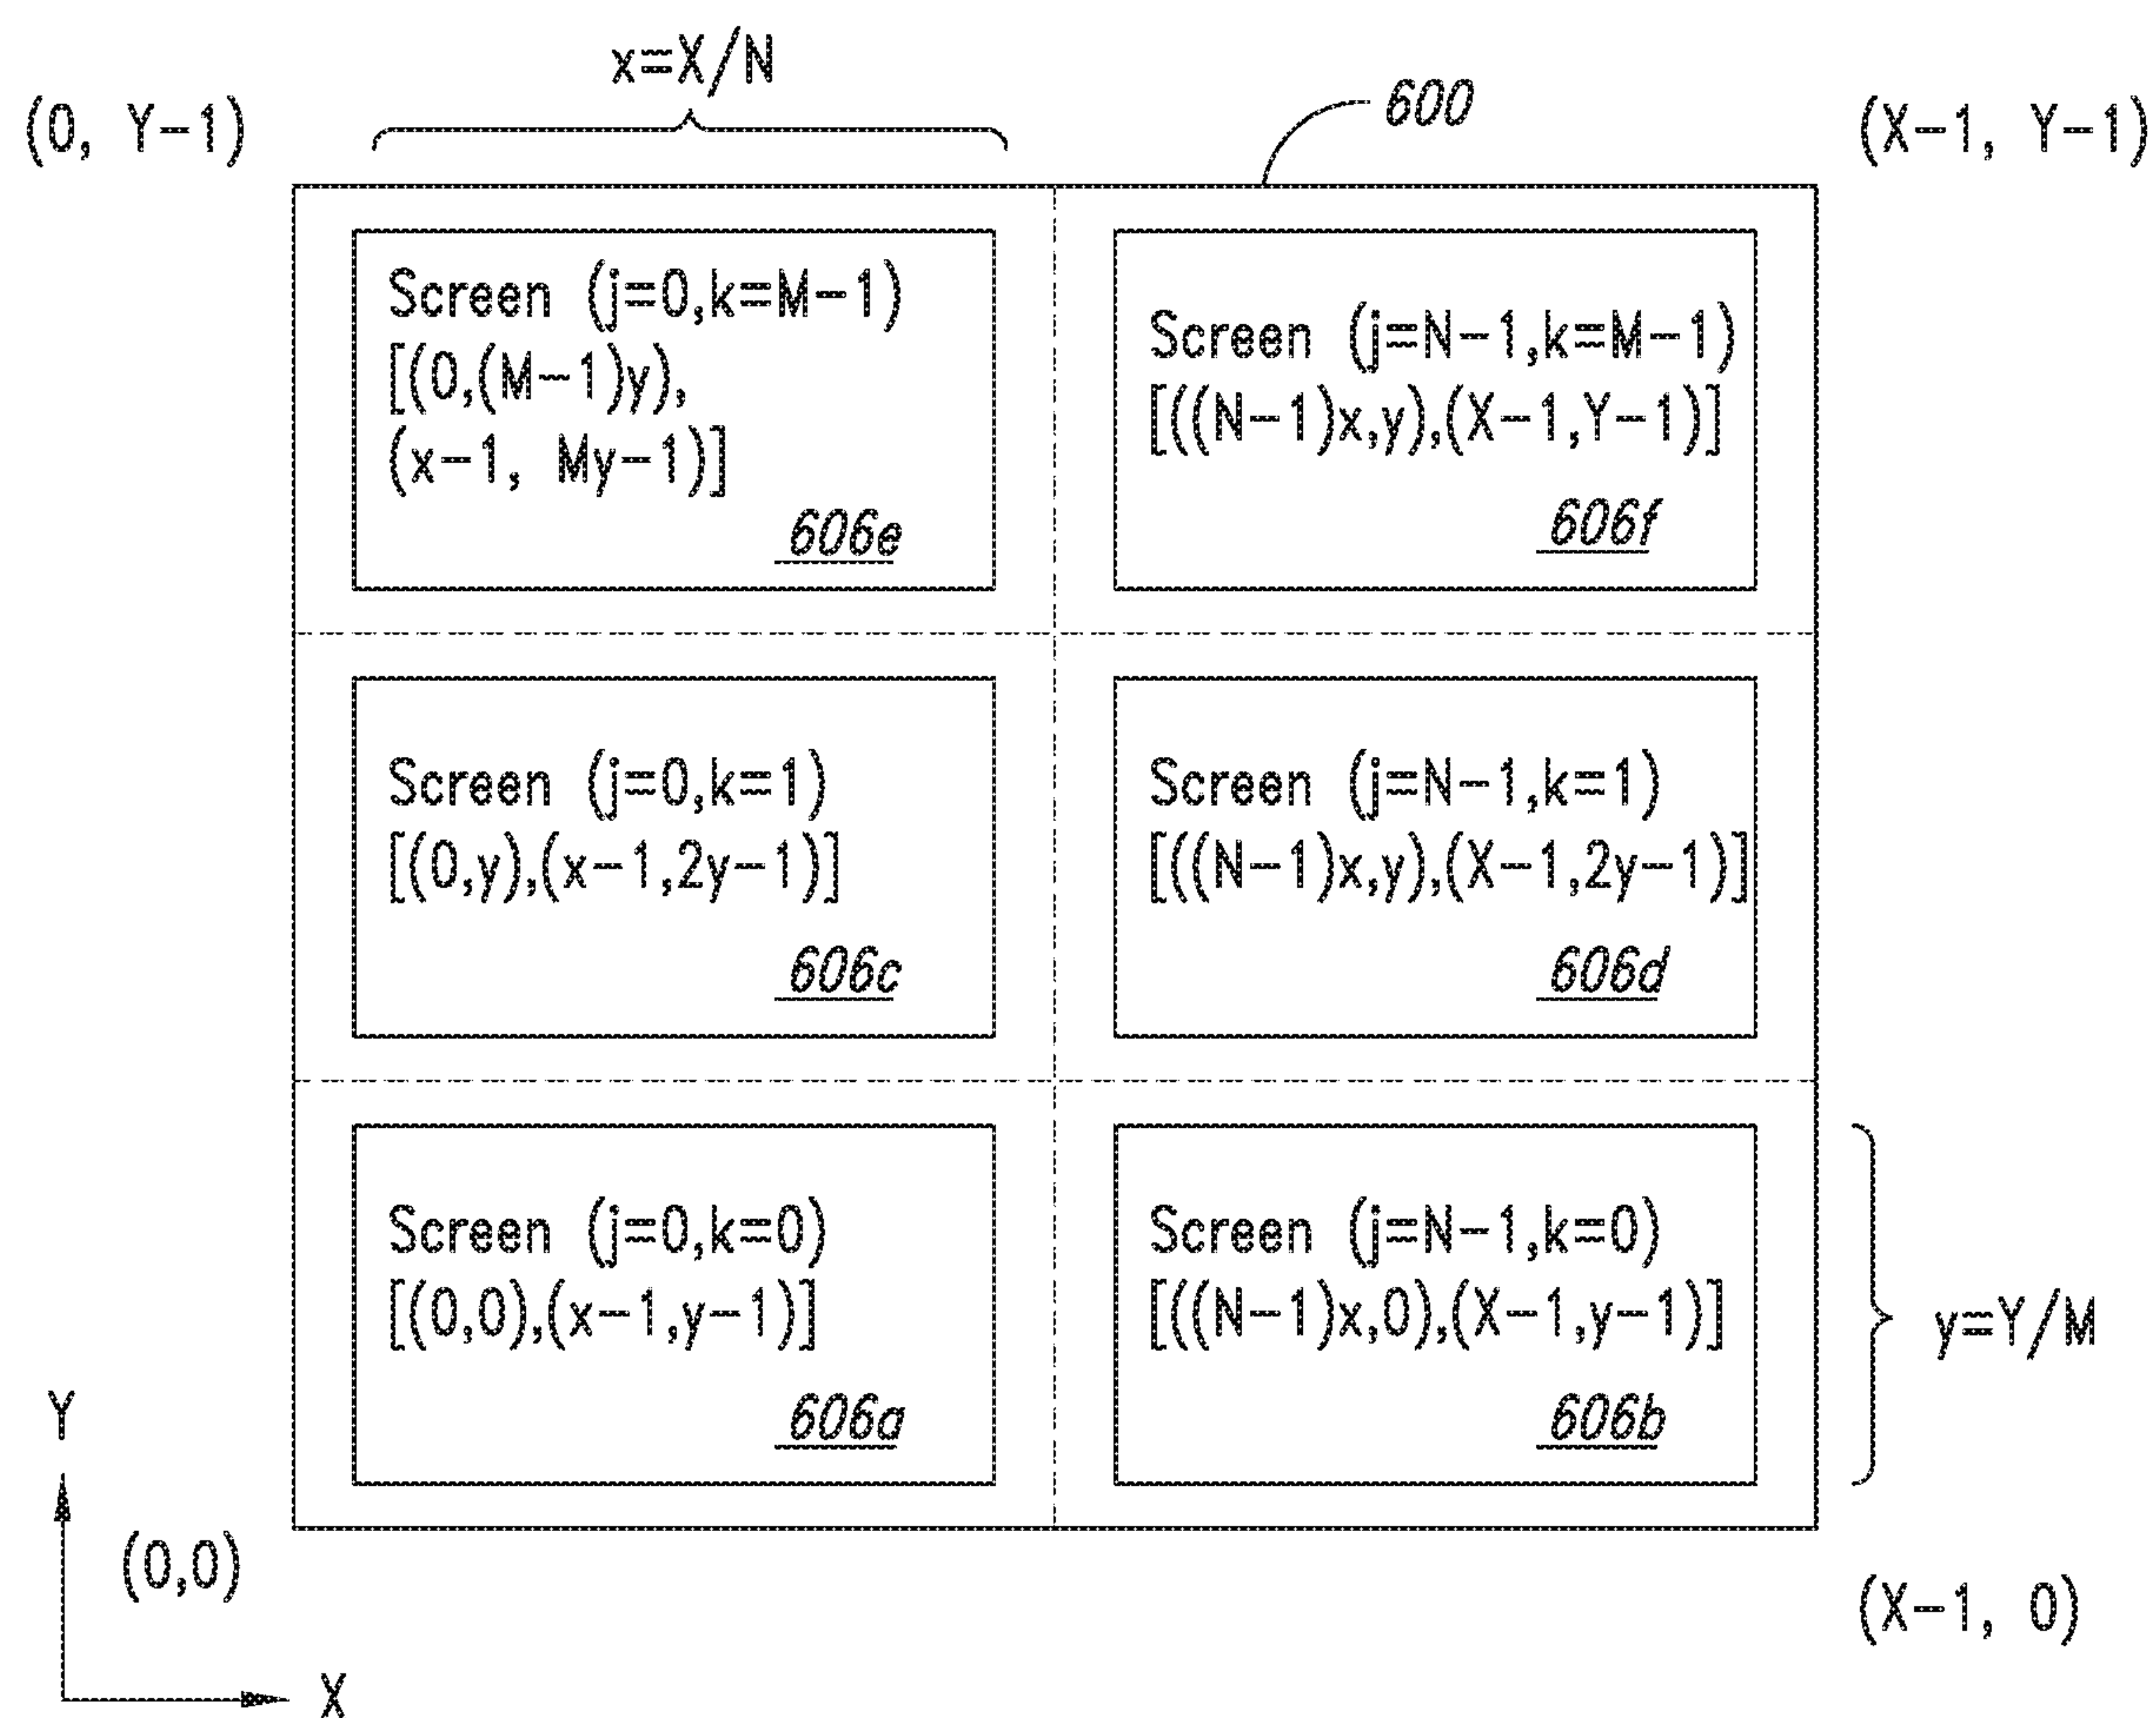 x=X/N
600
(0, Y-1)
(X-1, Y-1)
Screen (j=0,k=M-1)
[(0,(M-1)y),
(x-1, My-1)]
606e
Screen (j=N-1,k=M-1)
[((N-1)x,y),(X-1,Y-1)]
606f
Screen (j=0,k=1)
[(0,y),(x-1,2y-1)]
606c
Screen (j=N-1,k=1)
[((N-1)x,y),(X-1,2y-1)]
606d
Screen (j=0,k=0)
[(0,0),(x-1,y-1)]
606a
Screen (j=N-1,k=0)
[((N-1)x,0),(X-1,y-1)]
606b
y=Y/M
Y
(0,0)
(X-1, 0)
X